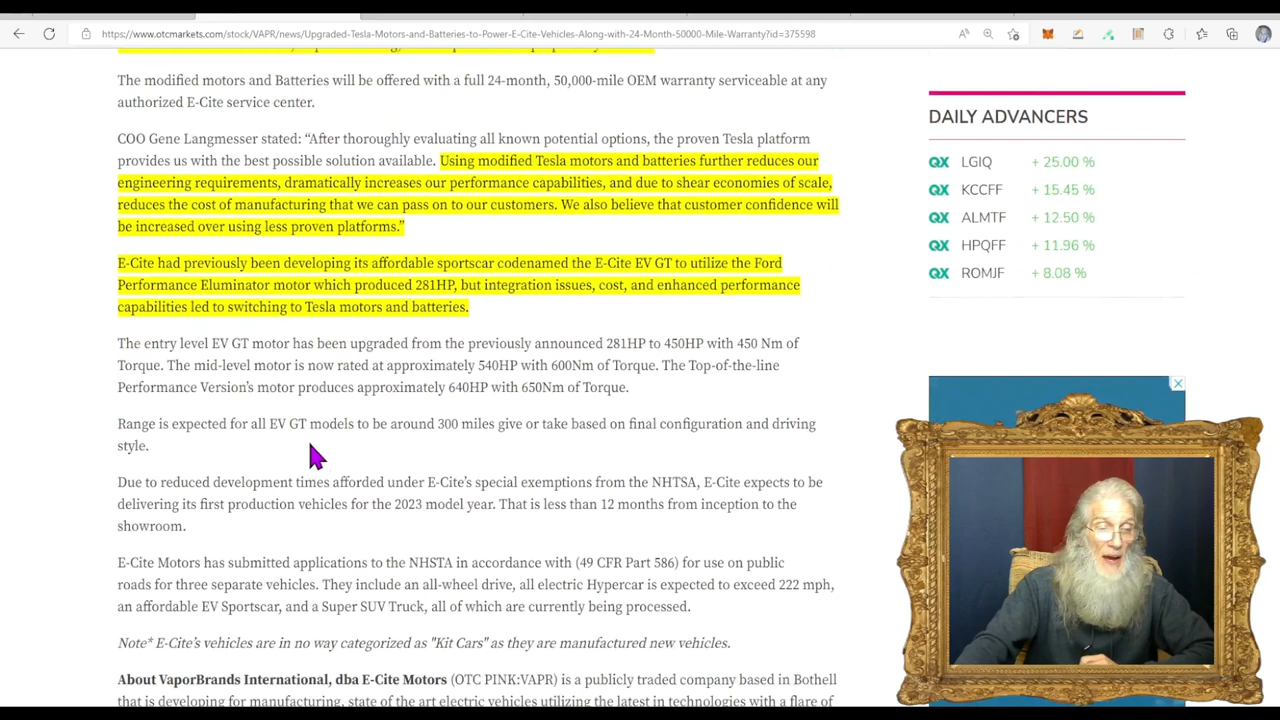 https://www.otcmarkets.com/stock/VAPR/news/Upgraded-Tesla-Motors-and-Batteries-to-Power-E-Cite-Vehicles-Along-with-24-Month-50000-Mile-Warranty?id=375598
The modified motors and Batteries will be offered with a full 24-month, 50,000-mile OEM warranty serviceable at any
authorized E-Cite service center.
COO Gene Langmesser stated: “After thoroughly evaluating all known potential options, the proven Tesla platform
provides us with the best possible solution available. Using modified Tesla motors and batteries further reduces our
engineering requirements, dramatically increases our performance capabilities, and due to shear economies of scale,
reduces the cost of manufacturing that we can pass on to our customers. We also believe that customer confidence will
be increased over using less proven platforms.”
E-Cite had previously been developing its affordable sportscar codenamed the E-Cite EV GT to utilize the Ford
Performance Eluminator motor which produced 281HP, but integration issues, cost, and enhanced performance
capabilities led to switching to Tesla motors and batteries.
The entry level EV GT motor has been upgraded from the previously announced 281HP to 450HP with 450 Nm of
Torque. The mid-level motor is now rated at approximately 540HP with 600Nm of Torque. The Top-of-the-line
Performance Version’s motor produces approximately 640HP with 650Nm of Torque.
Range is expected for all EV GT models to be around 300 miles give or take based on final configuration and driving
style.
Due to reduced development times afforded under E-Cite’s special exemptions from the NHTSA, E-Cite expects to be
delivering its first production vehicles for the 2023 model year. That is less than 12 months from inception to the
showroom.
E-Cite Motors has submitted applications to the NHSTA in accordance with (49 CFR Part 586) for use on public
roads for three separate vehicles. They include an all-wheel drive, all electric Hypercar is expected to exceed 222 mph,
an affordable EV Sportscar, and a Super SUV Truck, all of which are currently being processed.
Note* E-Cite’s vehicles are in no way categorized as "Kit Cars" as they are manufactured new vehicles.
About VaporBrands International, dba E-Cite Motors (OTC PINK:VAPR) is a publicly traded company based in Bothell
that is developing for manufacturing, state of the art electric vehicles utilizing the latest in technologies with a flare of
DAILY ADVANCERS
QX LGIQ + 25.00 %
QX KCCFF + 15.45 %
QX ALMTF + 12.50 %
QX HPQFF + 11.96 %
QX ROMJF + 8.08 %